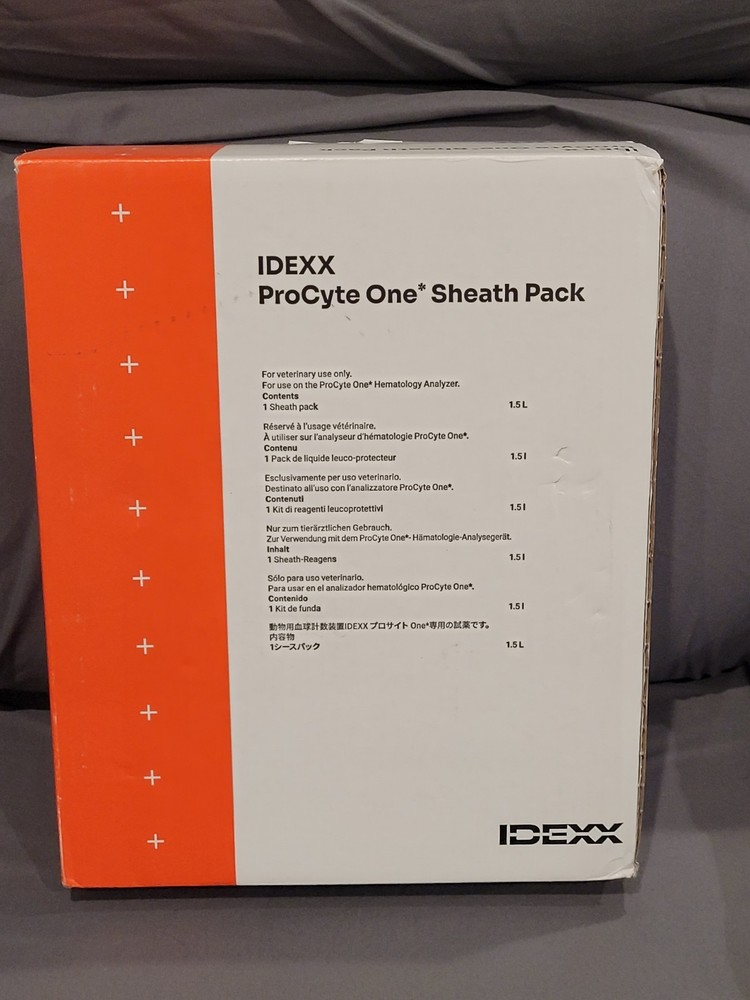 IDEXX
ProCyte One* Sheath Pack
For veterinary use only.
For use on the ProCyte One* Hematology Analyzer.
Contents
1 Sheath pack 1.5 L
Réservé à l'usage vétérinaire.
À utiliser sur l'analyseur d'hématologie ProCyte One*.
Contenu
1 Pack de liquide leuco-protecteur 1.5 l
Esclusivamente per uso veterinario.
Destinato all'uso con l'analizzatore ProCyte One*.
Contenuti
1 Kit di reagenti leucoprotettivi 1.5 l
Nur zum tierärztlichen Gebrauch.
Zur Verwendung mit dem ProCyte One*- Hämatologie-Analysegerät.
Inhalt
1 Sheath-Reagens 1.5 l
Sólo para uso veterinario.
Para usar en el analizador hematológico ProCyte One*.
Contenido
1 Kit de funda 1.5 l
動物用血球計数装置IDEXX プロサイト One*専用の試薬です。
内容物
1シースパック 1.5 L
IDEXX